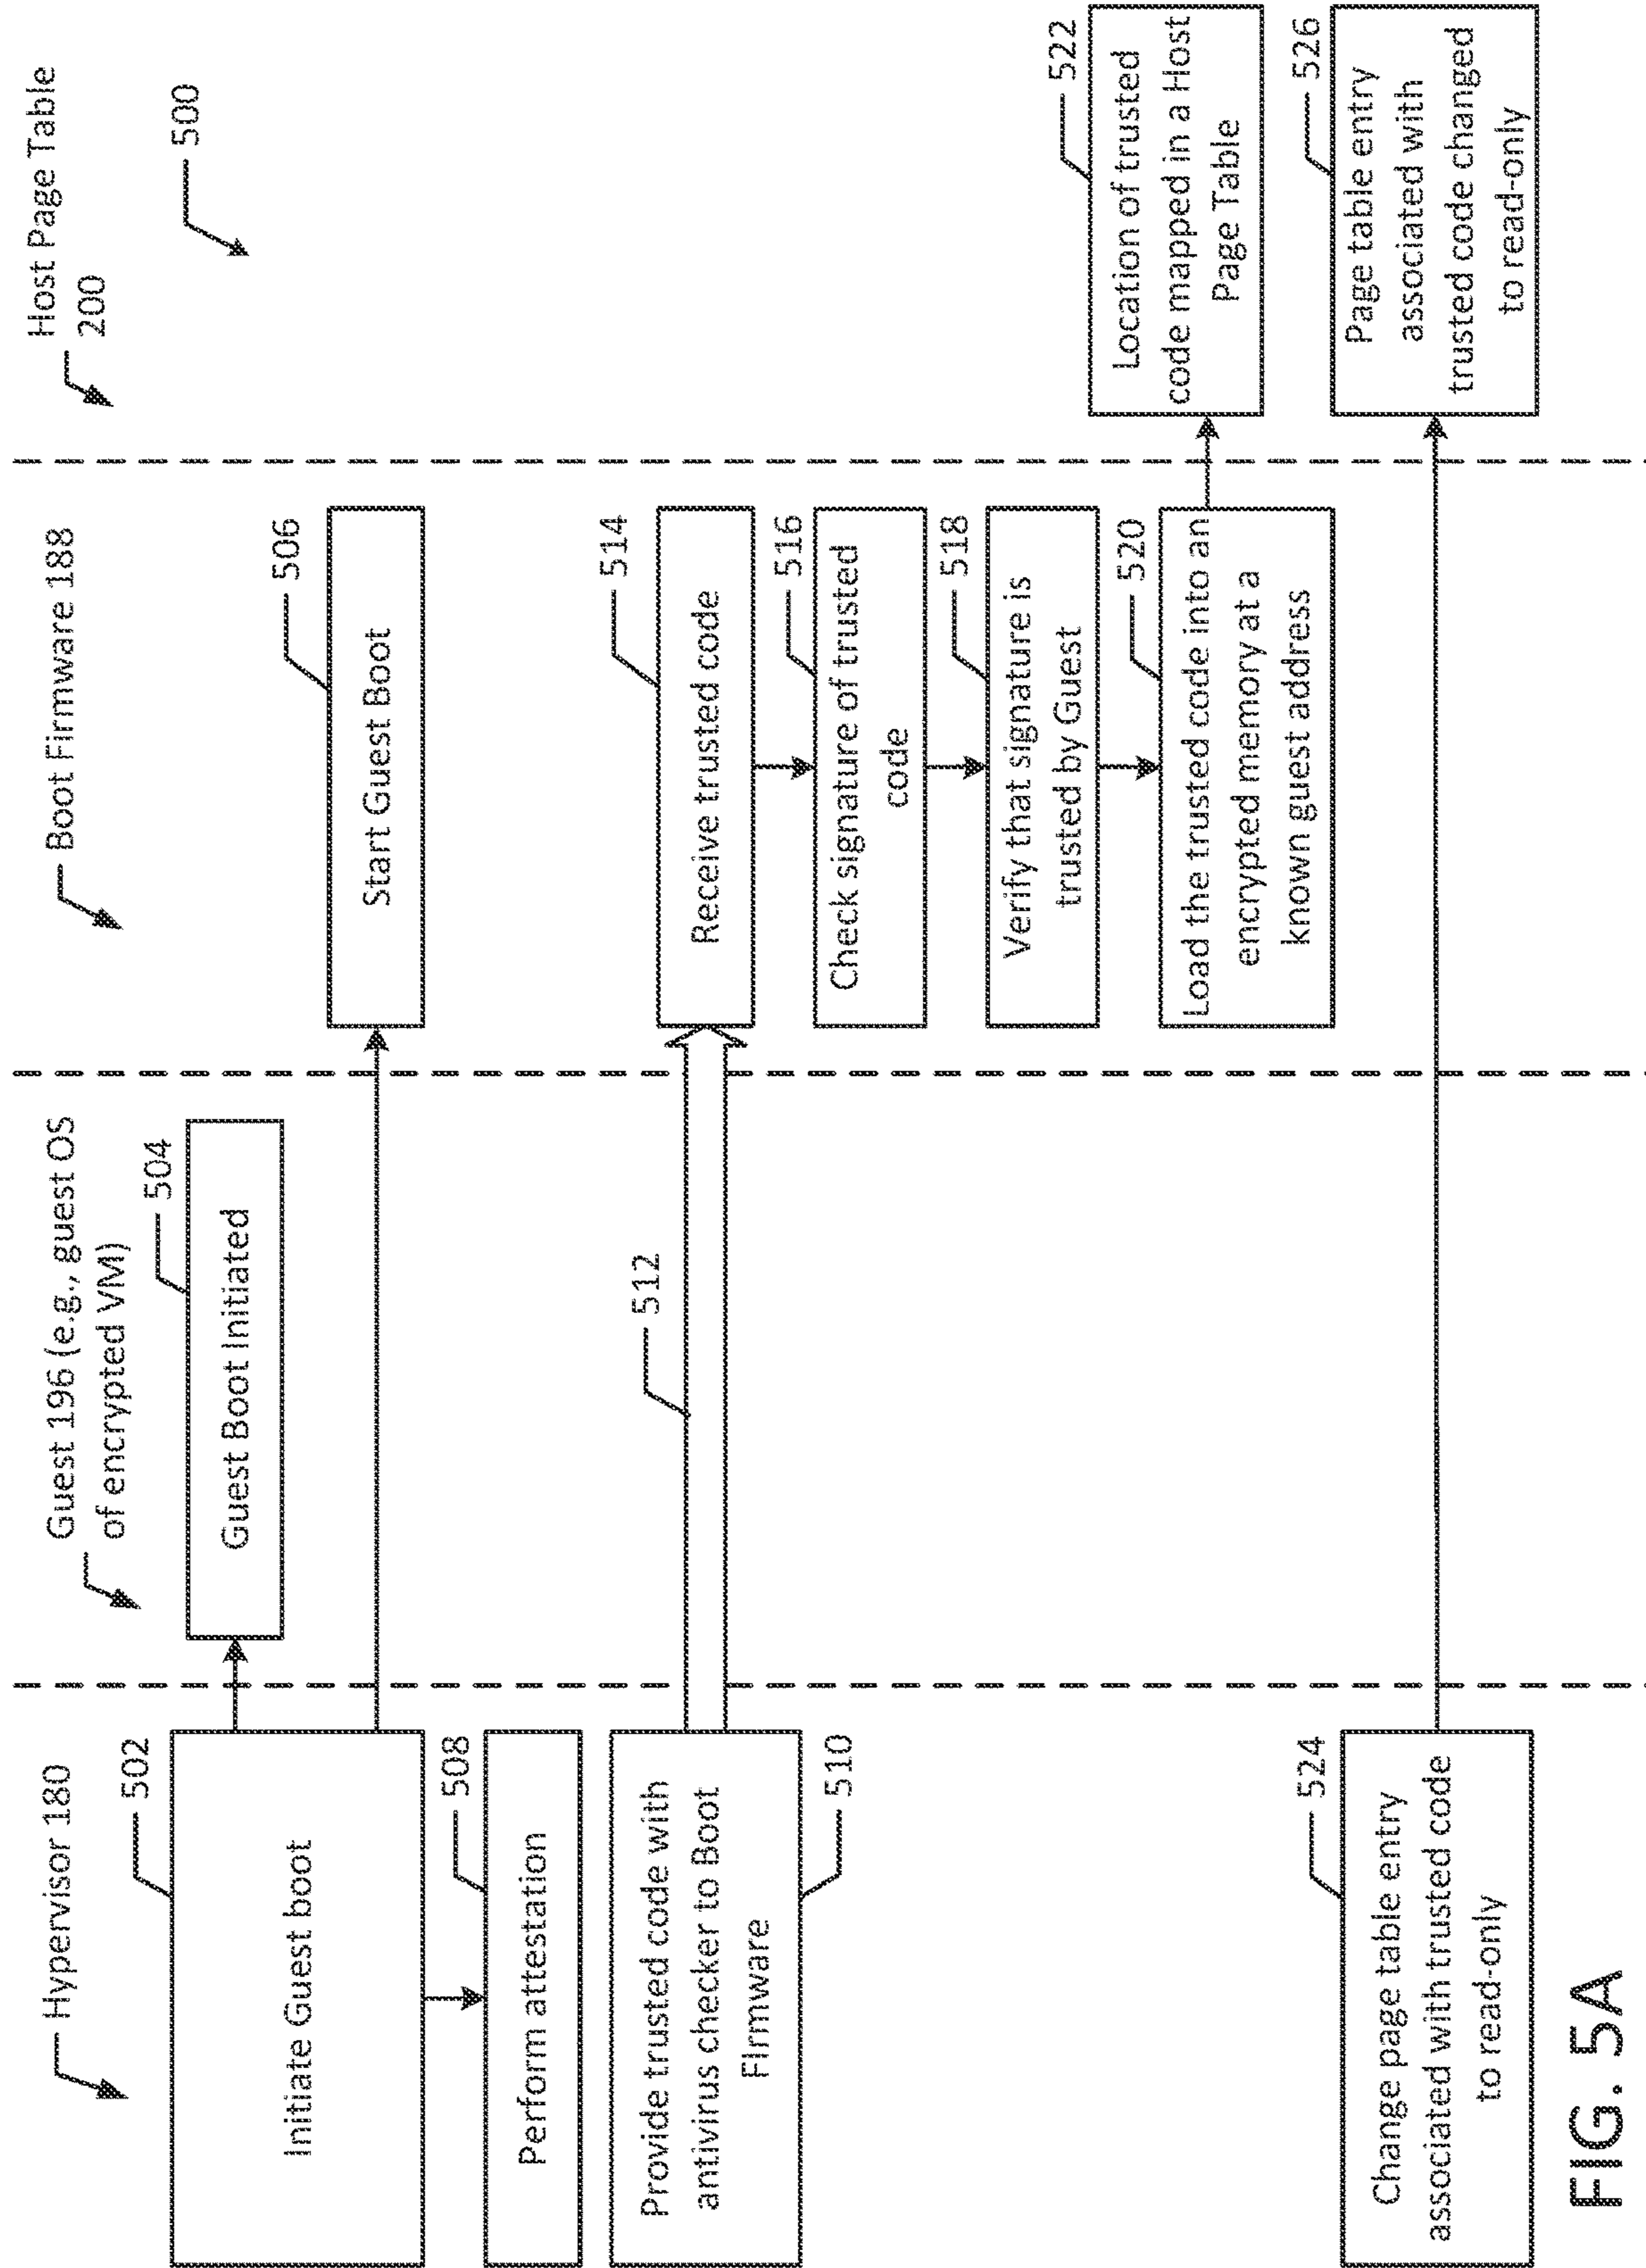 Hypervisor 180
Guest 196 (e.g., guest OS
of encrypted VM)
Boot Firmware 188
Host Page Table
200
500
502
Initiate Guest boot
504
Guest Boot Initiated
506
Start Guest Boot
508
Perform attestation
Provide trusted code with
antivirus checker to Boot
FIrmware
510
512
514
Receive trusted code
516
Check signature of trusted
code
518
Verify that signature is
trusted by Guest
520
Load the trusted code into an
encrypted memory at a
known guest address
522
Location of trusted
code mapped in a Host
Page Table
524
Change page table entry
associated with trusted code
to read-only
526
Page table entry
associated with
trusted code changed
to read-only
FIG. 5A